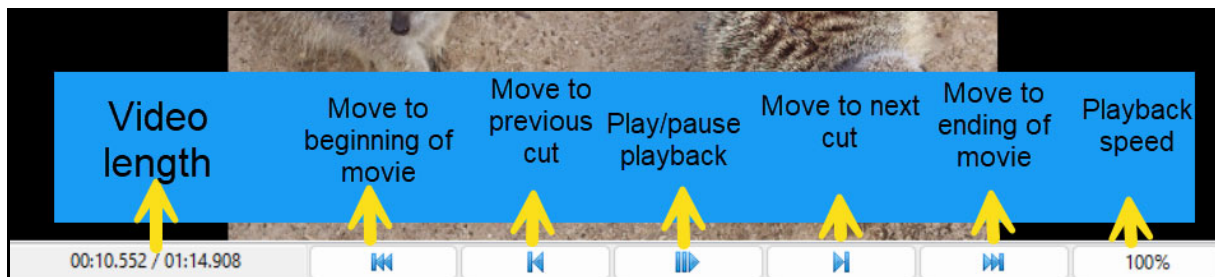 Video
length
Move to
beginning of
movie
Move to
previous
cut
Play/pause
playback
Move to next
cut
Move to
ending of
movie
Playback
speed
00:10.552 / 01:14.908
100%